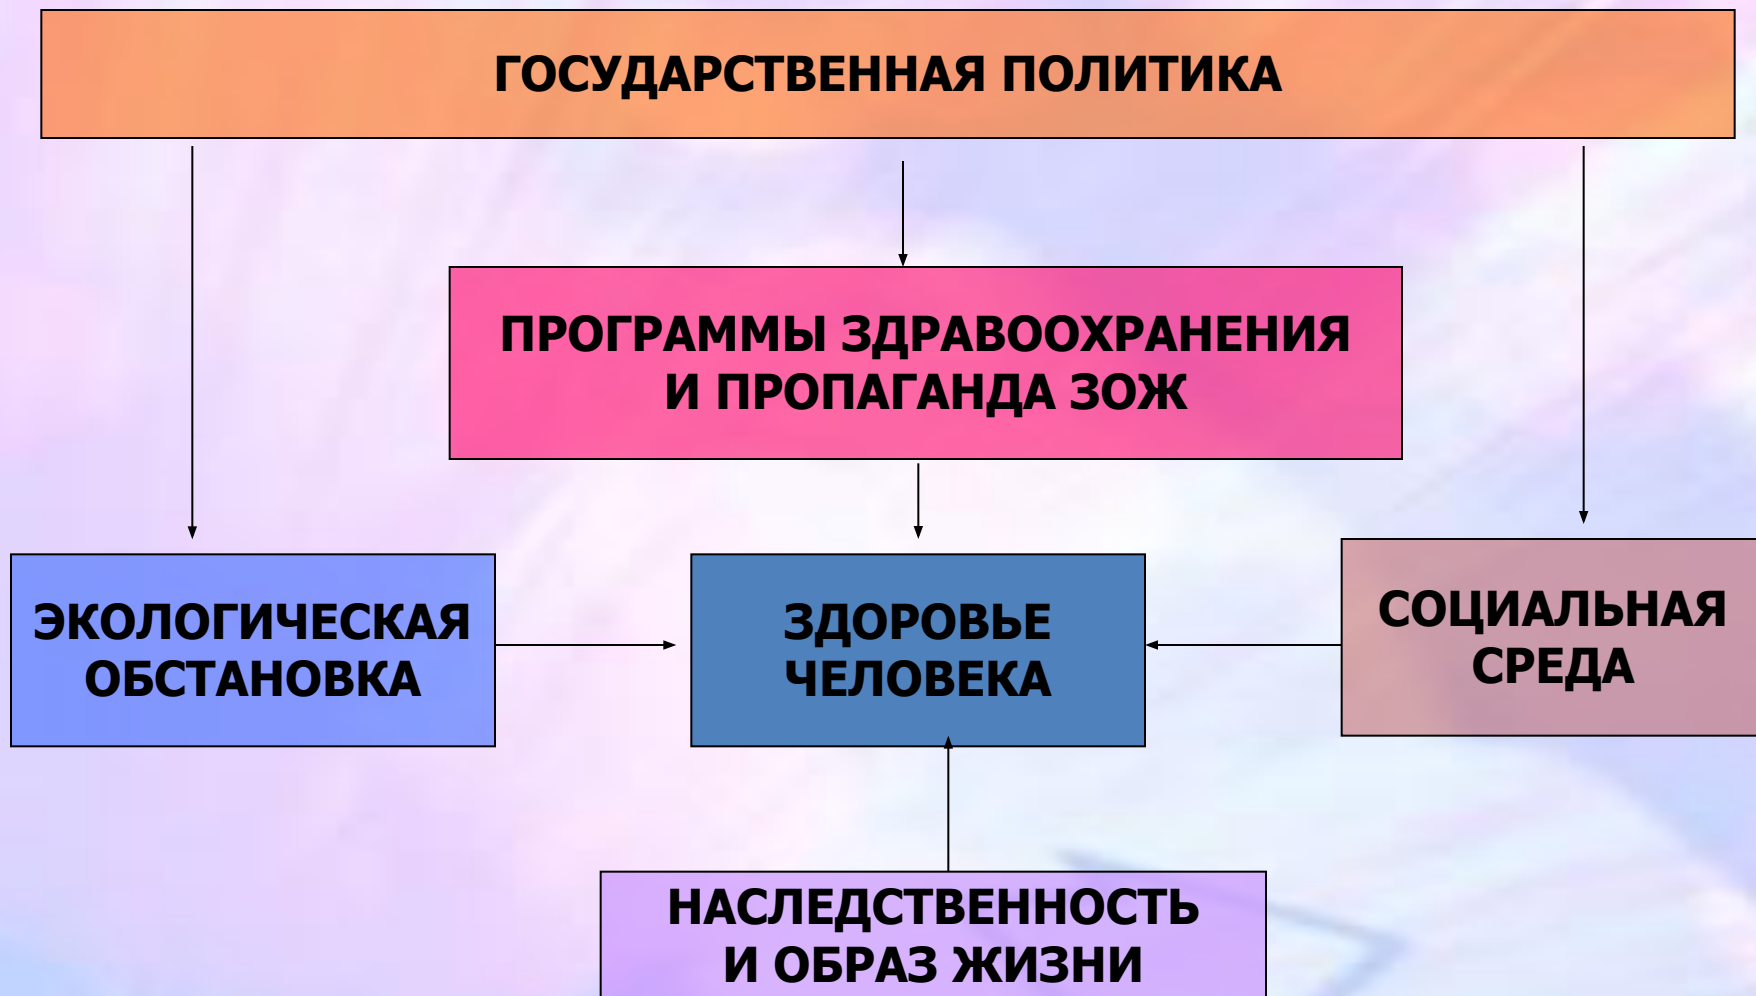 ГОСУДАРСТВЕННАЯ ПОЛИТИКА
ПРОГРАММЫ ЗДРАВООХРАНЕНИЯ
И ПРОПАГАНДА ЗОЖ
ЭКОЛОГИЧЕСКАЯ
ОБСТАНОВКА
ЗДОРОВЬЕ
ЧЕЛОВЕКА
СОЦИАЛЬНАЯ
СРЕДА
НАСЛЕДСТВЕННОСТЬ
И ОБРАЗ ЖИЗНИ